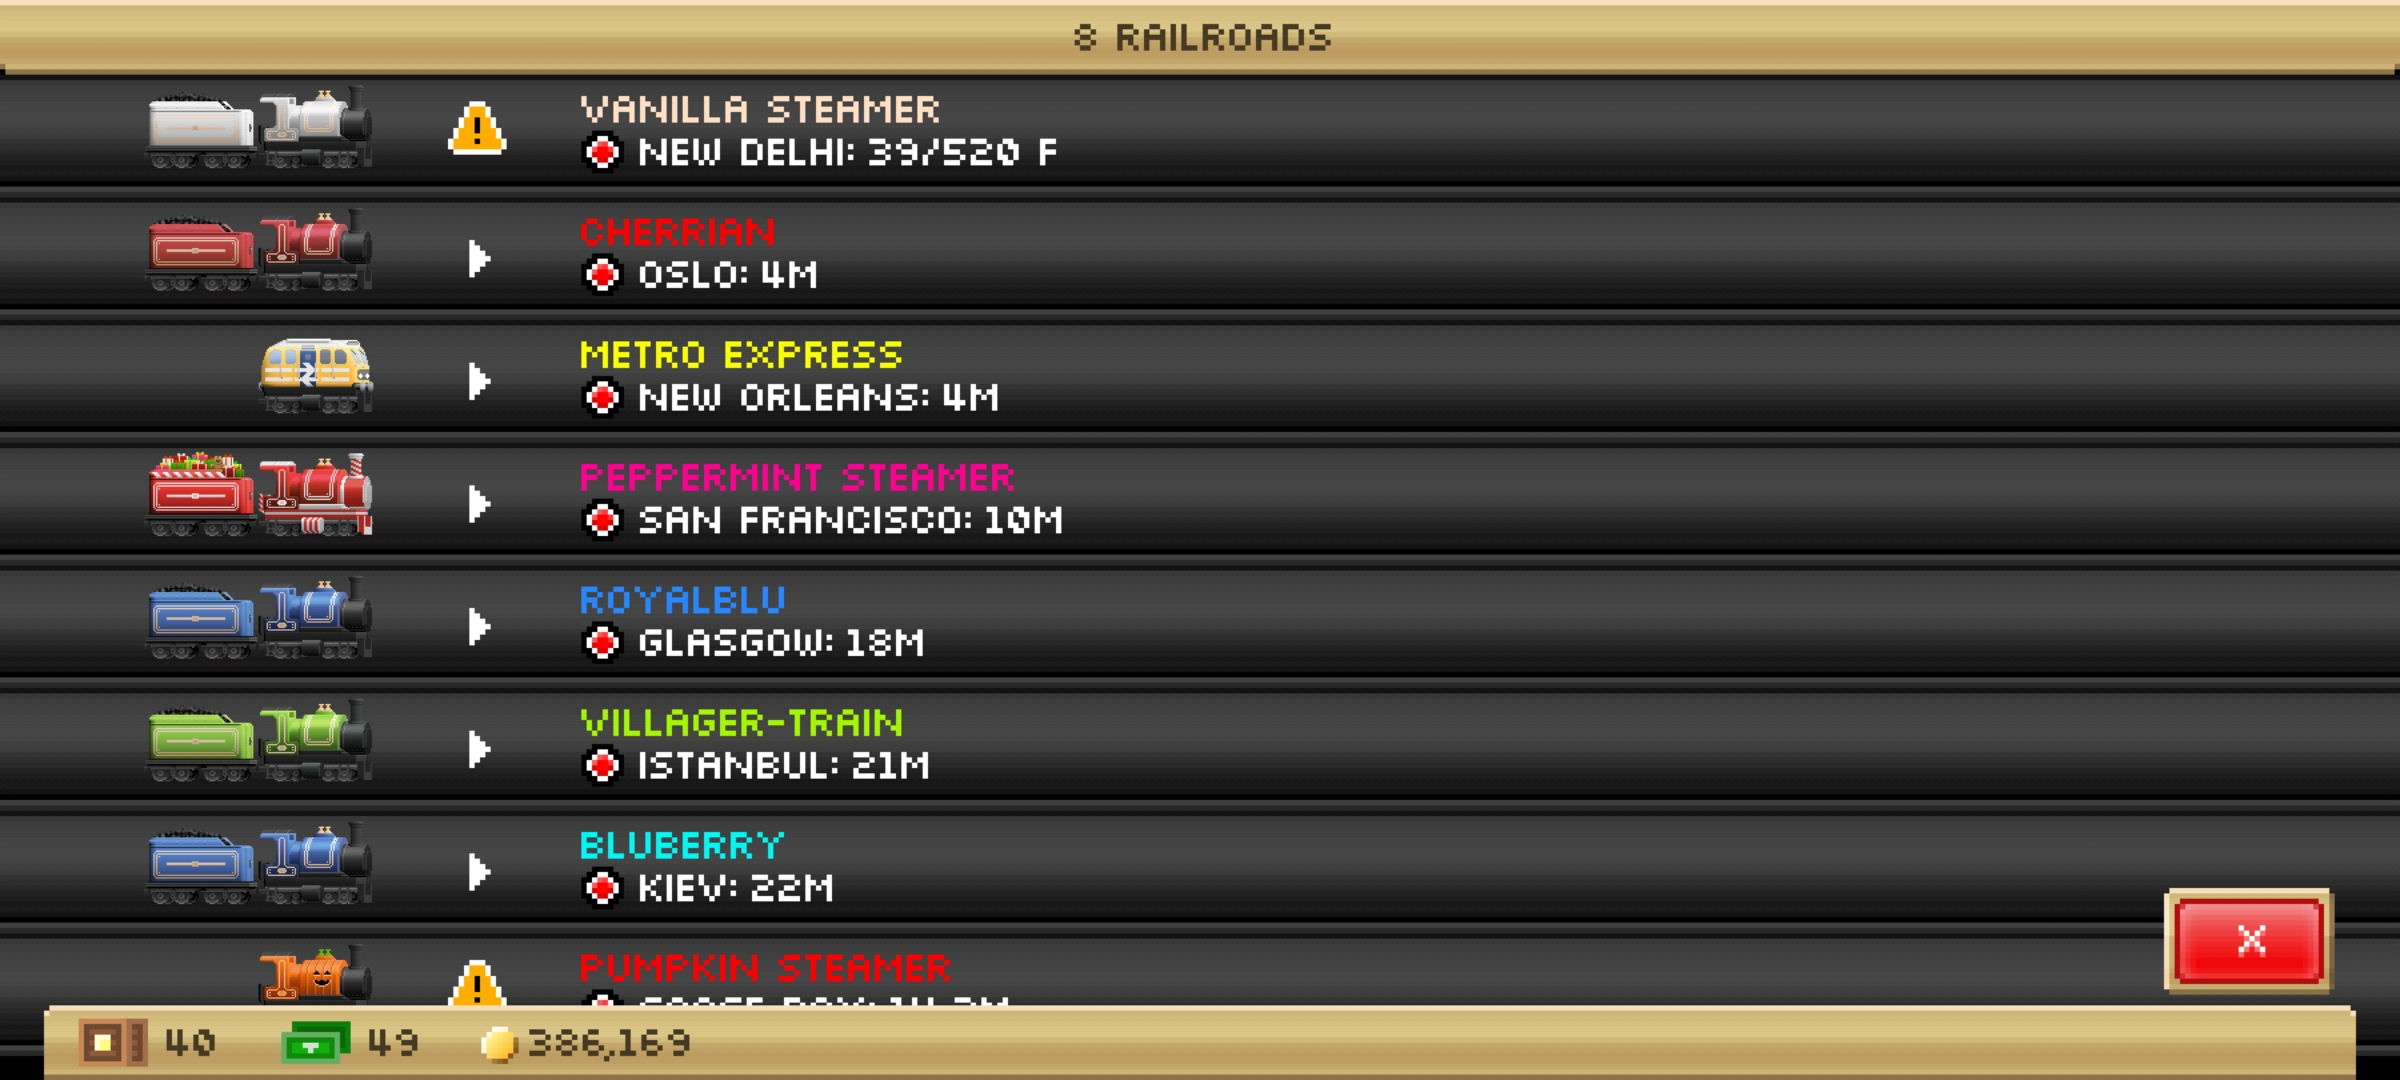 8 RAILROADS
VANILLA STEAMER
NEW DELHI: 39/520 F
CHERRIAN
OSLO: 4M
METRO EXPRESS
NEW ORLEANS: 4M
PEPPERMINT STEAMER
SAN FRANCISCO: 10M
ROYALBLU
GLASGOW: 18M
VILLAGER-TRAIN
ISTANBUL: 21M
BLUBERRY
KIEV: 22M
PUMPKIN STEAMER
X
40 49 386,169